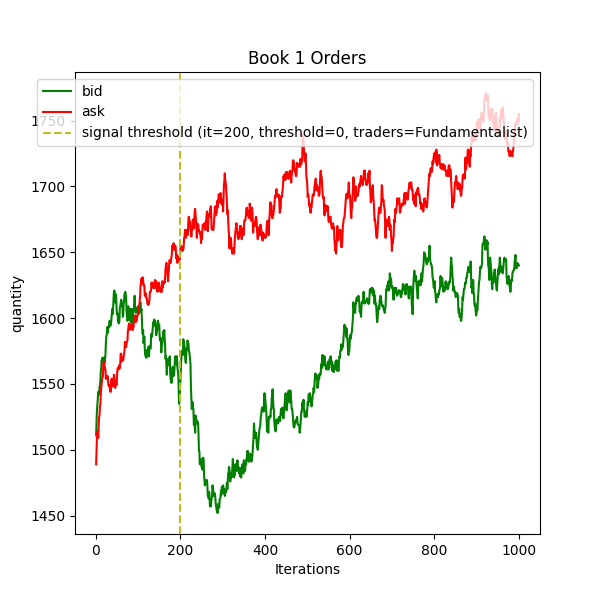 Book 1 Orders
bid
ask
signal threshold (it=200, threshold=0, traders=Fundamentalist)
1750
1700
1650
1600
1550
1500
1450
quantity
0 200 400 600 800 1000
Iterations